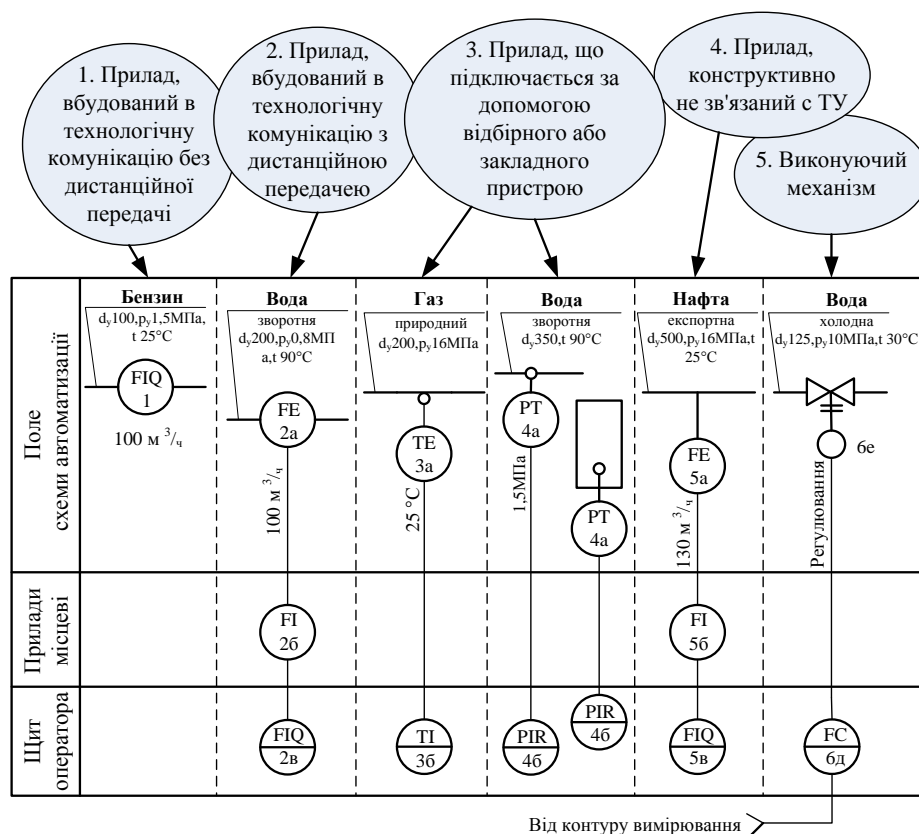 1. Прилад,
вбудований в
технологічну
комунікацію без
дистанційної
передачі
2. Прилад,
вбудований в
технологічну
комунікацію з
дистанційною
передачею
3. Прилад, що
підключається за
допомогою
відбірного або
закладного
пристрою
4. Прилад,
конструктивно
не зв'язаний с ТУ
5. Виконуючий
механізм
Поле
схеми автоматизації
Бензин
dу100,pу1,5МПа,
t 25°C
FIQ
1
100 м ³/ч
Вода
зворотня
dу200,pу0,8МП
а,t 90°C
FE
2а
100 м ³/ч
Газ
природний
dу200,pу16МПа
TE
3а
25 °C
Вода
зворотня
dу350,t 90°C
PT
4а
1,5МПа
PT
4а
Нафта
експортна
dу500,pу16МПа,t
25°C
FE
5а
130 м ³/ч
Вода
холодна
dу125,pу10МПа,t 30°C
6е
Регулювання
Прилади
місцеві
FI
2б
FI
5б
Щит
оператора
FIQ
2в
TI
3б
PIR
4б
PIR
4б
FIQ
5в
FC
6д
Від контуру вимірювання